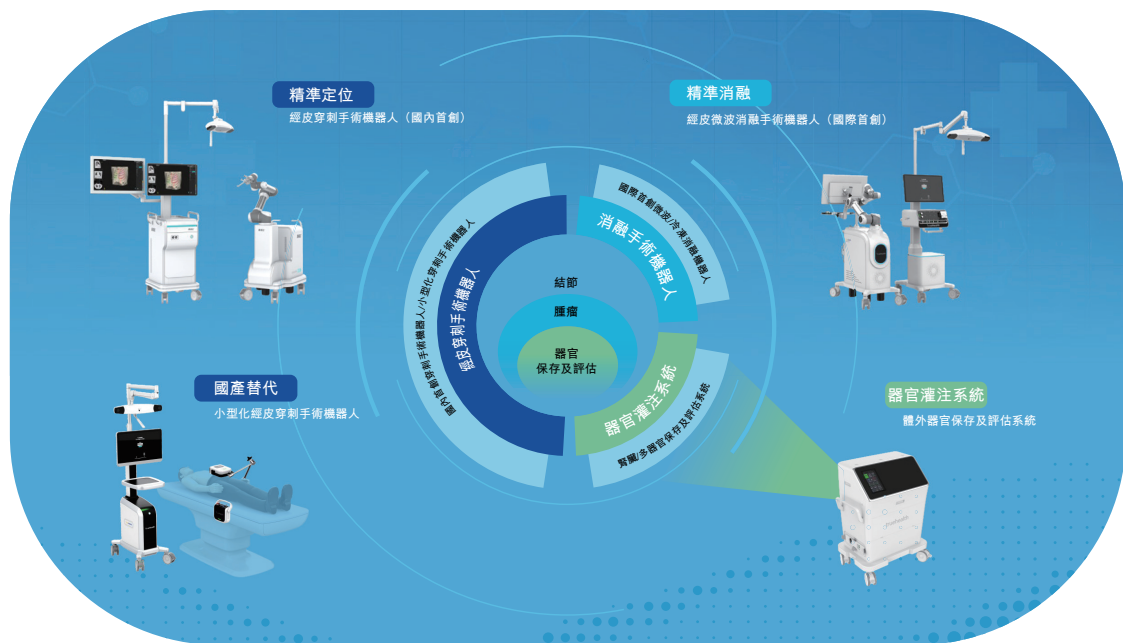 精準定位
經皮穿刺手術機器人（國內首創）
精準消融
經皮微波消融手術機器人（國際首創）
國內首創穿刺手術機器人/小型化穿刺手術機器人
經皮穿刺手術機器人
國際首創微波/冷凍消融機器人
消融手術機器人
結節
腫瘤
器官
保存及評估
器官灌注系統
腎臟/多器官保存及評估系統
國產替代
小型化經皮穿刺手術機器人
器官灌注系統
體外器官保存及評估系統